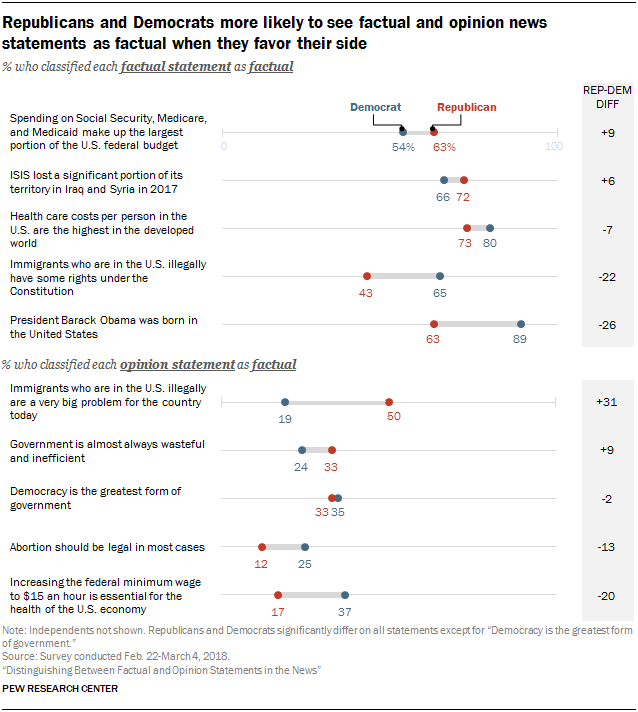 Republicans and Democrats more likely to see factual and opinion news
statements as factual when they favor their side
% who classified each factual statement as factual
REP-DEM
DIFF
Democrat
Republican
Spending on Social Security, Medicare,
and Medicaid make up the largest
portion of the U.S. federal budget
0
54%
63%
100
+9
ISIS lost a significant portion of its
territory in Iraq and Syria in 2017
66
72
+6
Health care costs per person in the
U.S. are the highest in the developed
world
73
80
-7
Immigrants who are in the U.S. illegally
have some rights under the
Constitution
43
65
-22
President Barack Obama was born in
the United States
63
89
-26
% who classified each opinion statement as factual
Immigrants who are in the U.S. illegally
are a very big problem for the country
today
19
50
+31
Government is almost always wasteful
and inefficient
24
33
+9
Democracy is the greatest form of
government
33
35
-2
Abortion should be legal in most cases
12
25
-13
Increasing the federal minimum wage
to $15 an hour is essential for the
health of the U.S. economy
17
37
-20
Note: Independents not shown. Republicans and Democrats significantly differ on all statements except for “Democracy is the greatest form
of government.”
Source: Survey conducted Feb. 22-March 4, 2018.
“Distinguishing Between Factual and Opinion Statements in the News”
PEW RESEARCH CENTER